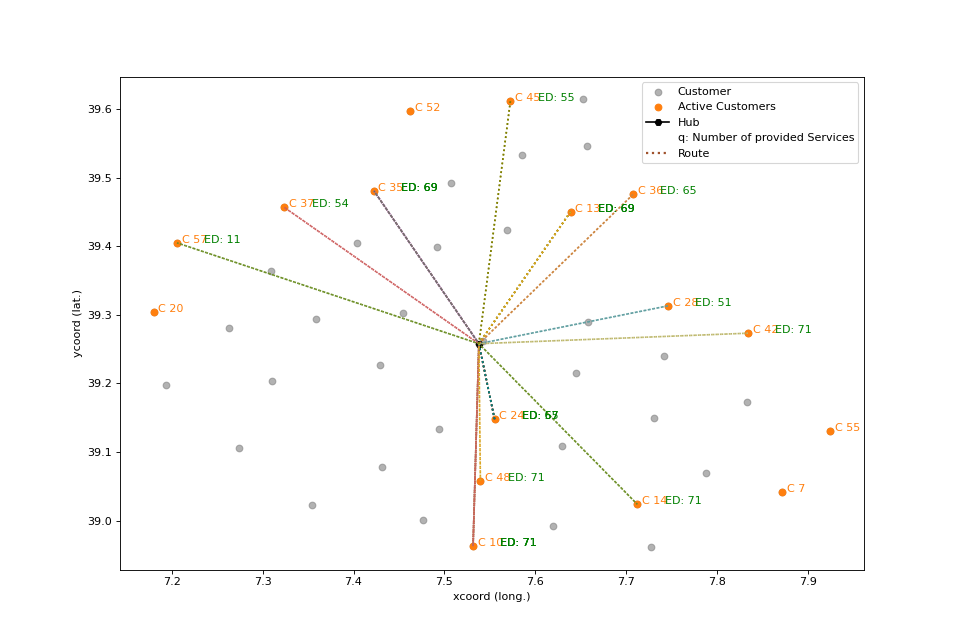 39.6
39.5
39.4
39.3
39.2
39.1
39.0
ycoord (lat.)
7.2
7.3
7.4
7.5
7.6
7.7
7.8
7.9
xcoord (long.)
Customer
Active Customers
Hub
q: Number of provided Services
Route
C 52
C 45 ED: 55
C 35 ED: 69
C 36 ED: 65
C 37 ED: 54
C 13 ED: 69
C 57 ED: 11
C 20
C 28 ED: 51
C 42 ED: 71
C 24
C 55
C 48 ED: 71
C 7
C 14 ED: 71
C 10 ED: 71